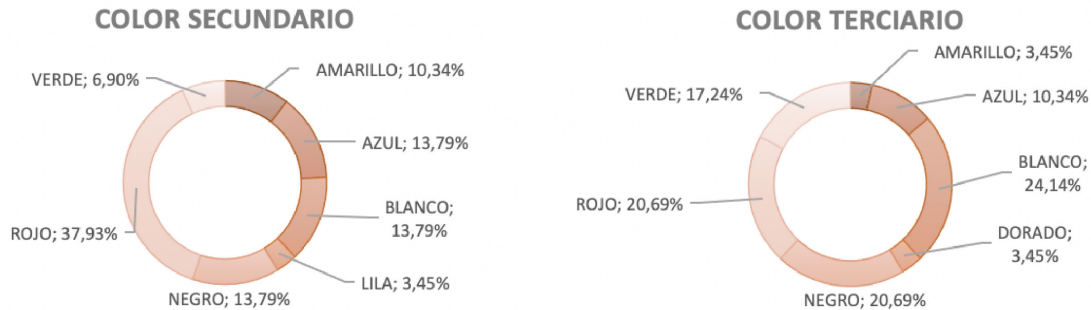 COLOR SECUNDARIO
AMARILLO; 10,34%
AZUL; 13,79%
BLANCO;
13,79%
LILA; 3,45%
NEGRO; 13,79%
ROJO; 37,93%
VERDE; 6,90%
COLOR TERCIARIO
AMARILLO; 3,45%
AZUL; 10,34%
BLANCO;
24,14%
DORADO;
3,45%
NEGRO; 20,69%
ROJO; 20,69%
VERDE; 17,24%